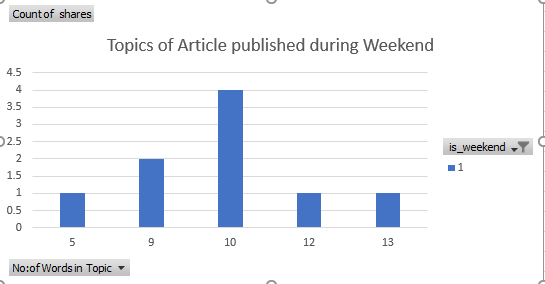 Count of shares
Topics of Article published during Weekend
4.5
4
3.5
3
2.5
2
1.5
1
0.5
0
5 9 10 12 13
is_weekend
1
No:of Words in Topic